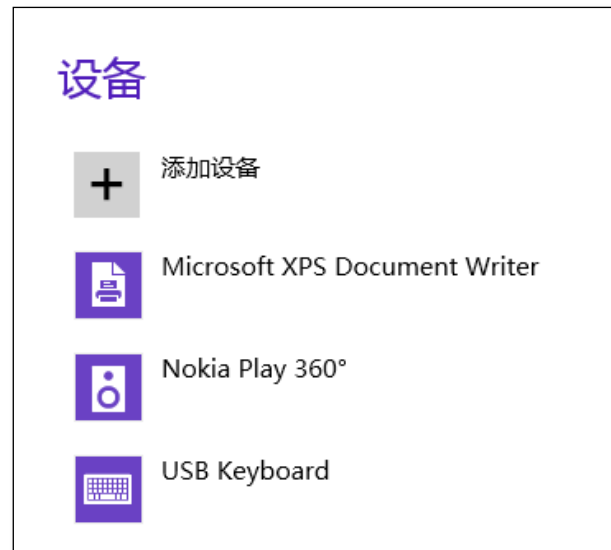 设备
添加设备
Microsoft XPS Document Writer
Nokia Play 360°
USB Keyboard